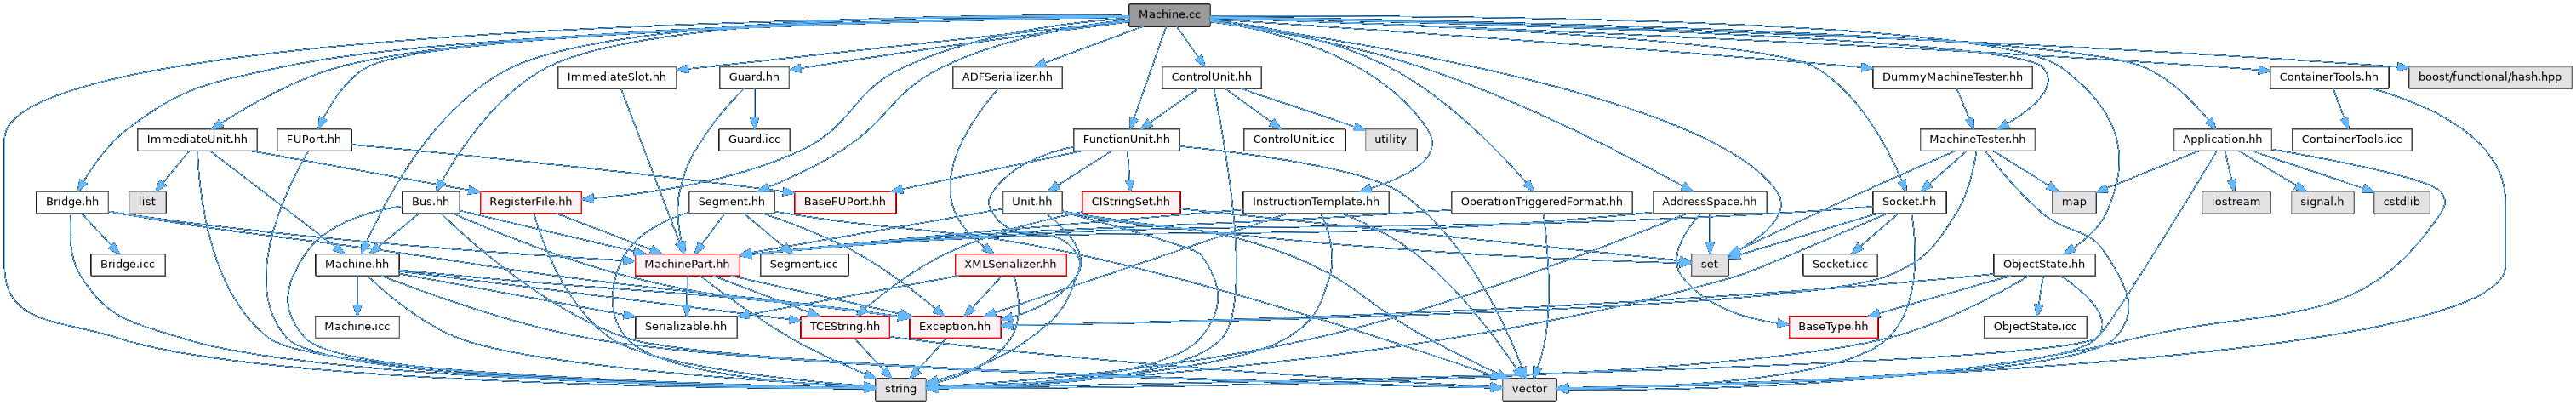 Machine.cc
ImmediateSlot.hh
Guard.hh
ADFSerializer.hh
ControlUnit.hh
DummyMachineTester.hh
ContainerTools.hh
boost/functional/hash.hpp
ImmediateUnit.hh
FUPort.hh
Guard.icc
FunctionUnit.hh
ControlUnit.icc
utility
MachineTester.hh
Application.hh
ContainerTools.icc
Bridge.hh
list
Bus.hh
RegisterFile.hh
Segment.hh
BaseFUPort.hh
Unit.hh
CIStringSet.hh
InstructionTemplate.hh
OperationTriggeredFormat.hh
AddressSpace.hh
Socket.hh
map
iostream
signal.h
cstdlib
Bridge.icc
Machine.hh
MachinePart.hh
Segment.icc
XMLSerializer.hh
set
Socket.icc
ObjectState.hh
Machine.icc
Serializable.hh
TCEString.hh
Exception.hh
BaseType.hh
ObjectState.icc
string
vector